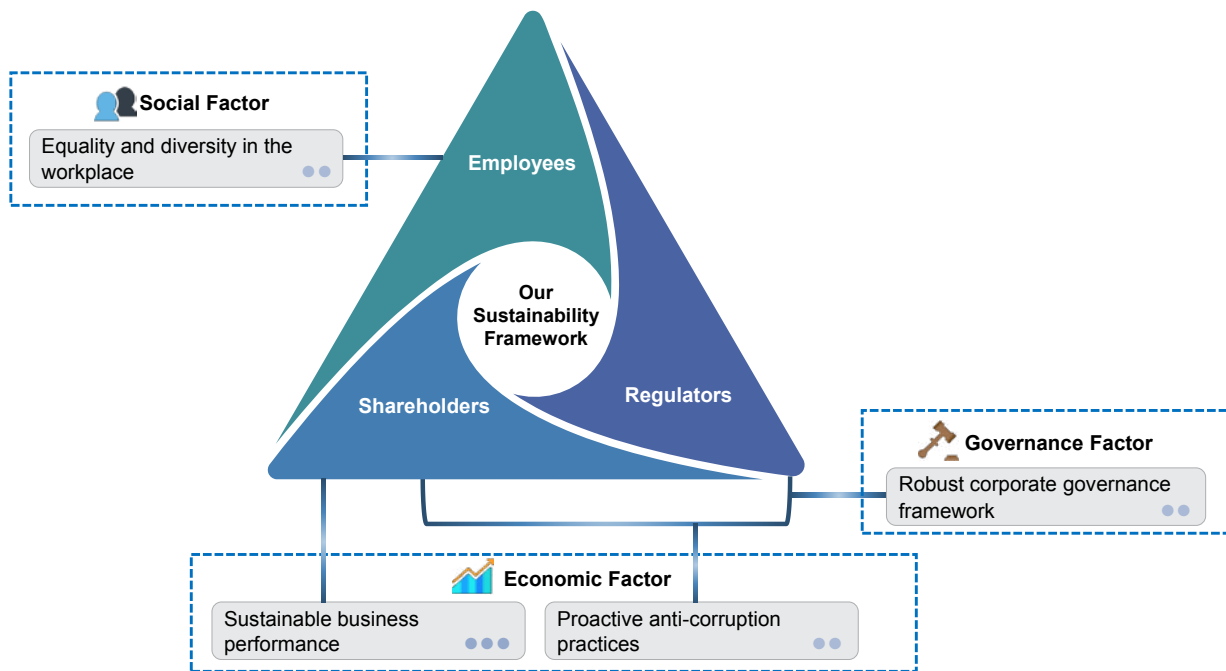 Social Factor
Equality and diversity in the
workplace
Employees
Our
Sustainability
Framework
Shareholders
Regulators
Governance Factor
Robust corporate governance
framework
Economic Factor
Sustainable business
performance
Proactive anti-corruption
practices